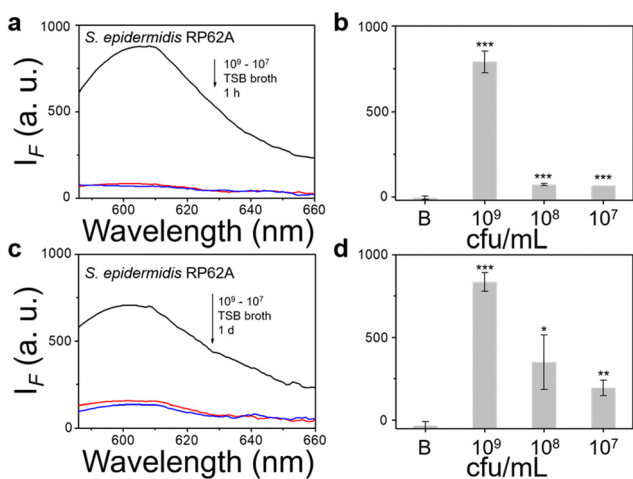 a
S. epidermidis RP62A
10⁹ - 10⁷
TSB broth
1 h
1000
500
0
I_F (a. u.)
600 620 640 660
Wavelength (nm)
b
1000
500
0
*** *** ***
B 10⁹ 10⁸ 10⁷
cfu/mL
c
S. epidermidis RP62A
10⁹ - 10⁷
TSB broth
1 d
1000
500
0
I_F (a. u.)
600 620 640 660
Wavelength (nm)
d
1000
500
0
*** * **
B 10⁹ 10⁸ 10⁷
cfu/mL